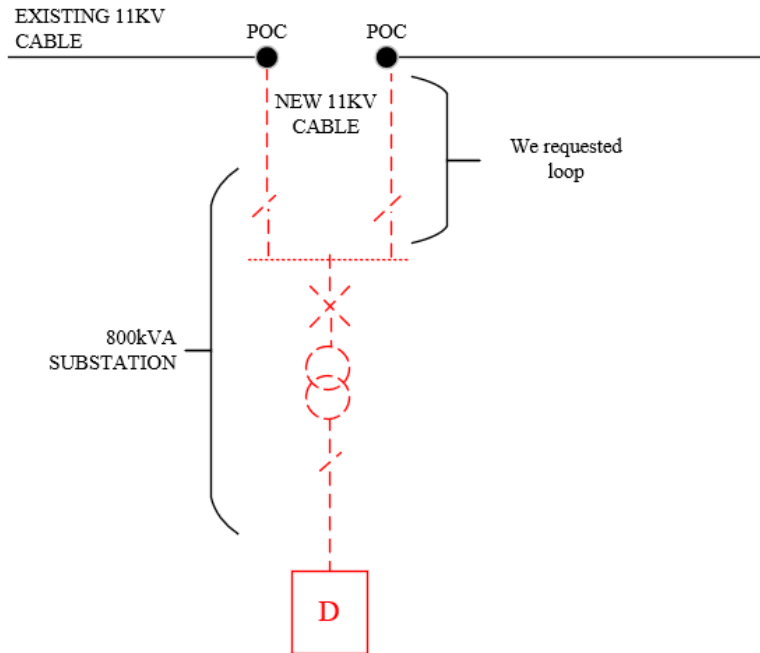 EXISTING 11KV
CABLE
POC
POC
NEW 11KV
CABLE
We requested
loop
800kVA
SUBSTATION
D